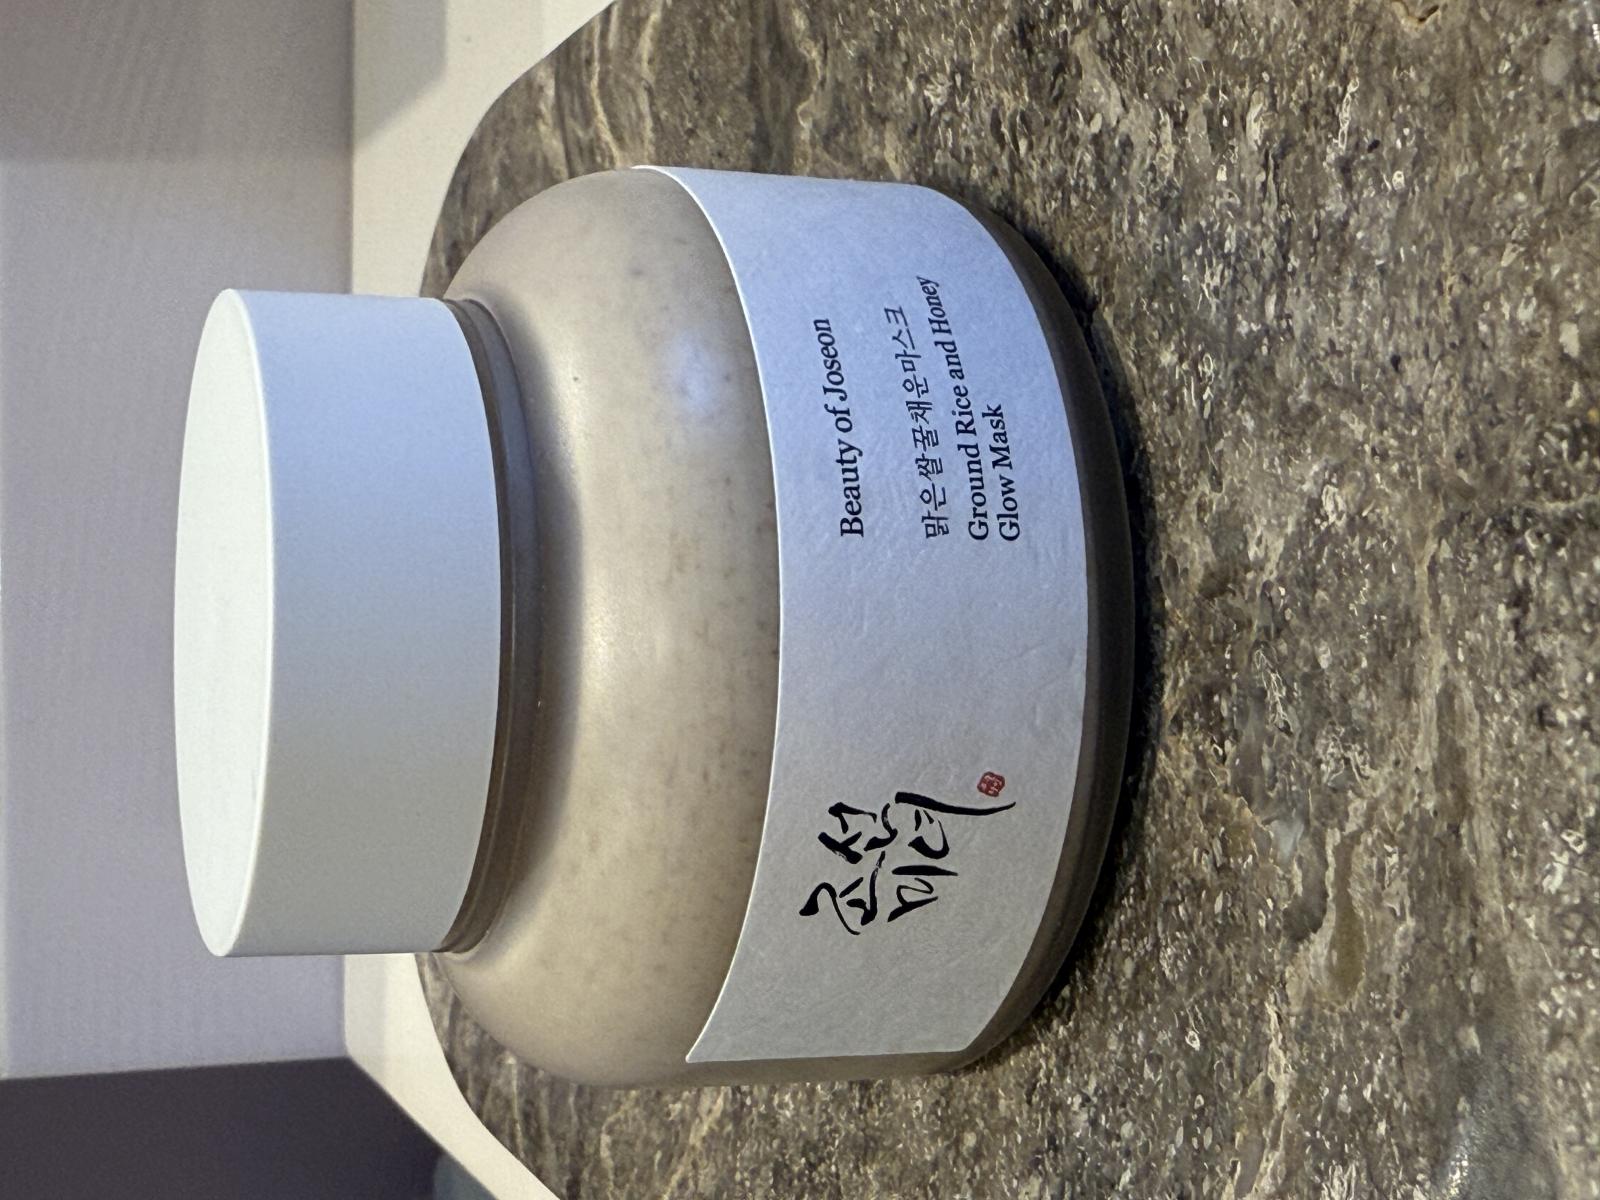 조선
미녀
Beauty of Joseon
맑은쌀꿀채운마스크
Ground Rice and Honey
Glow Mask